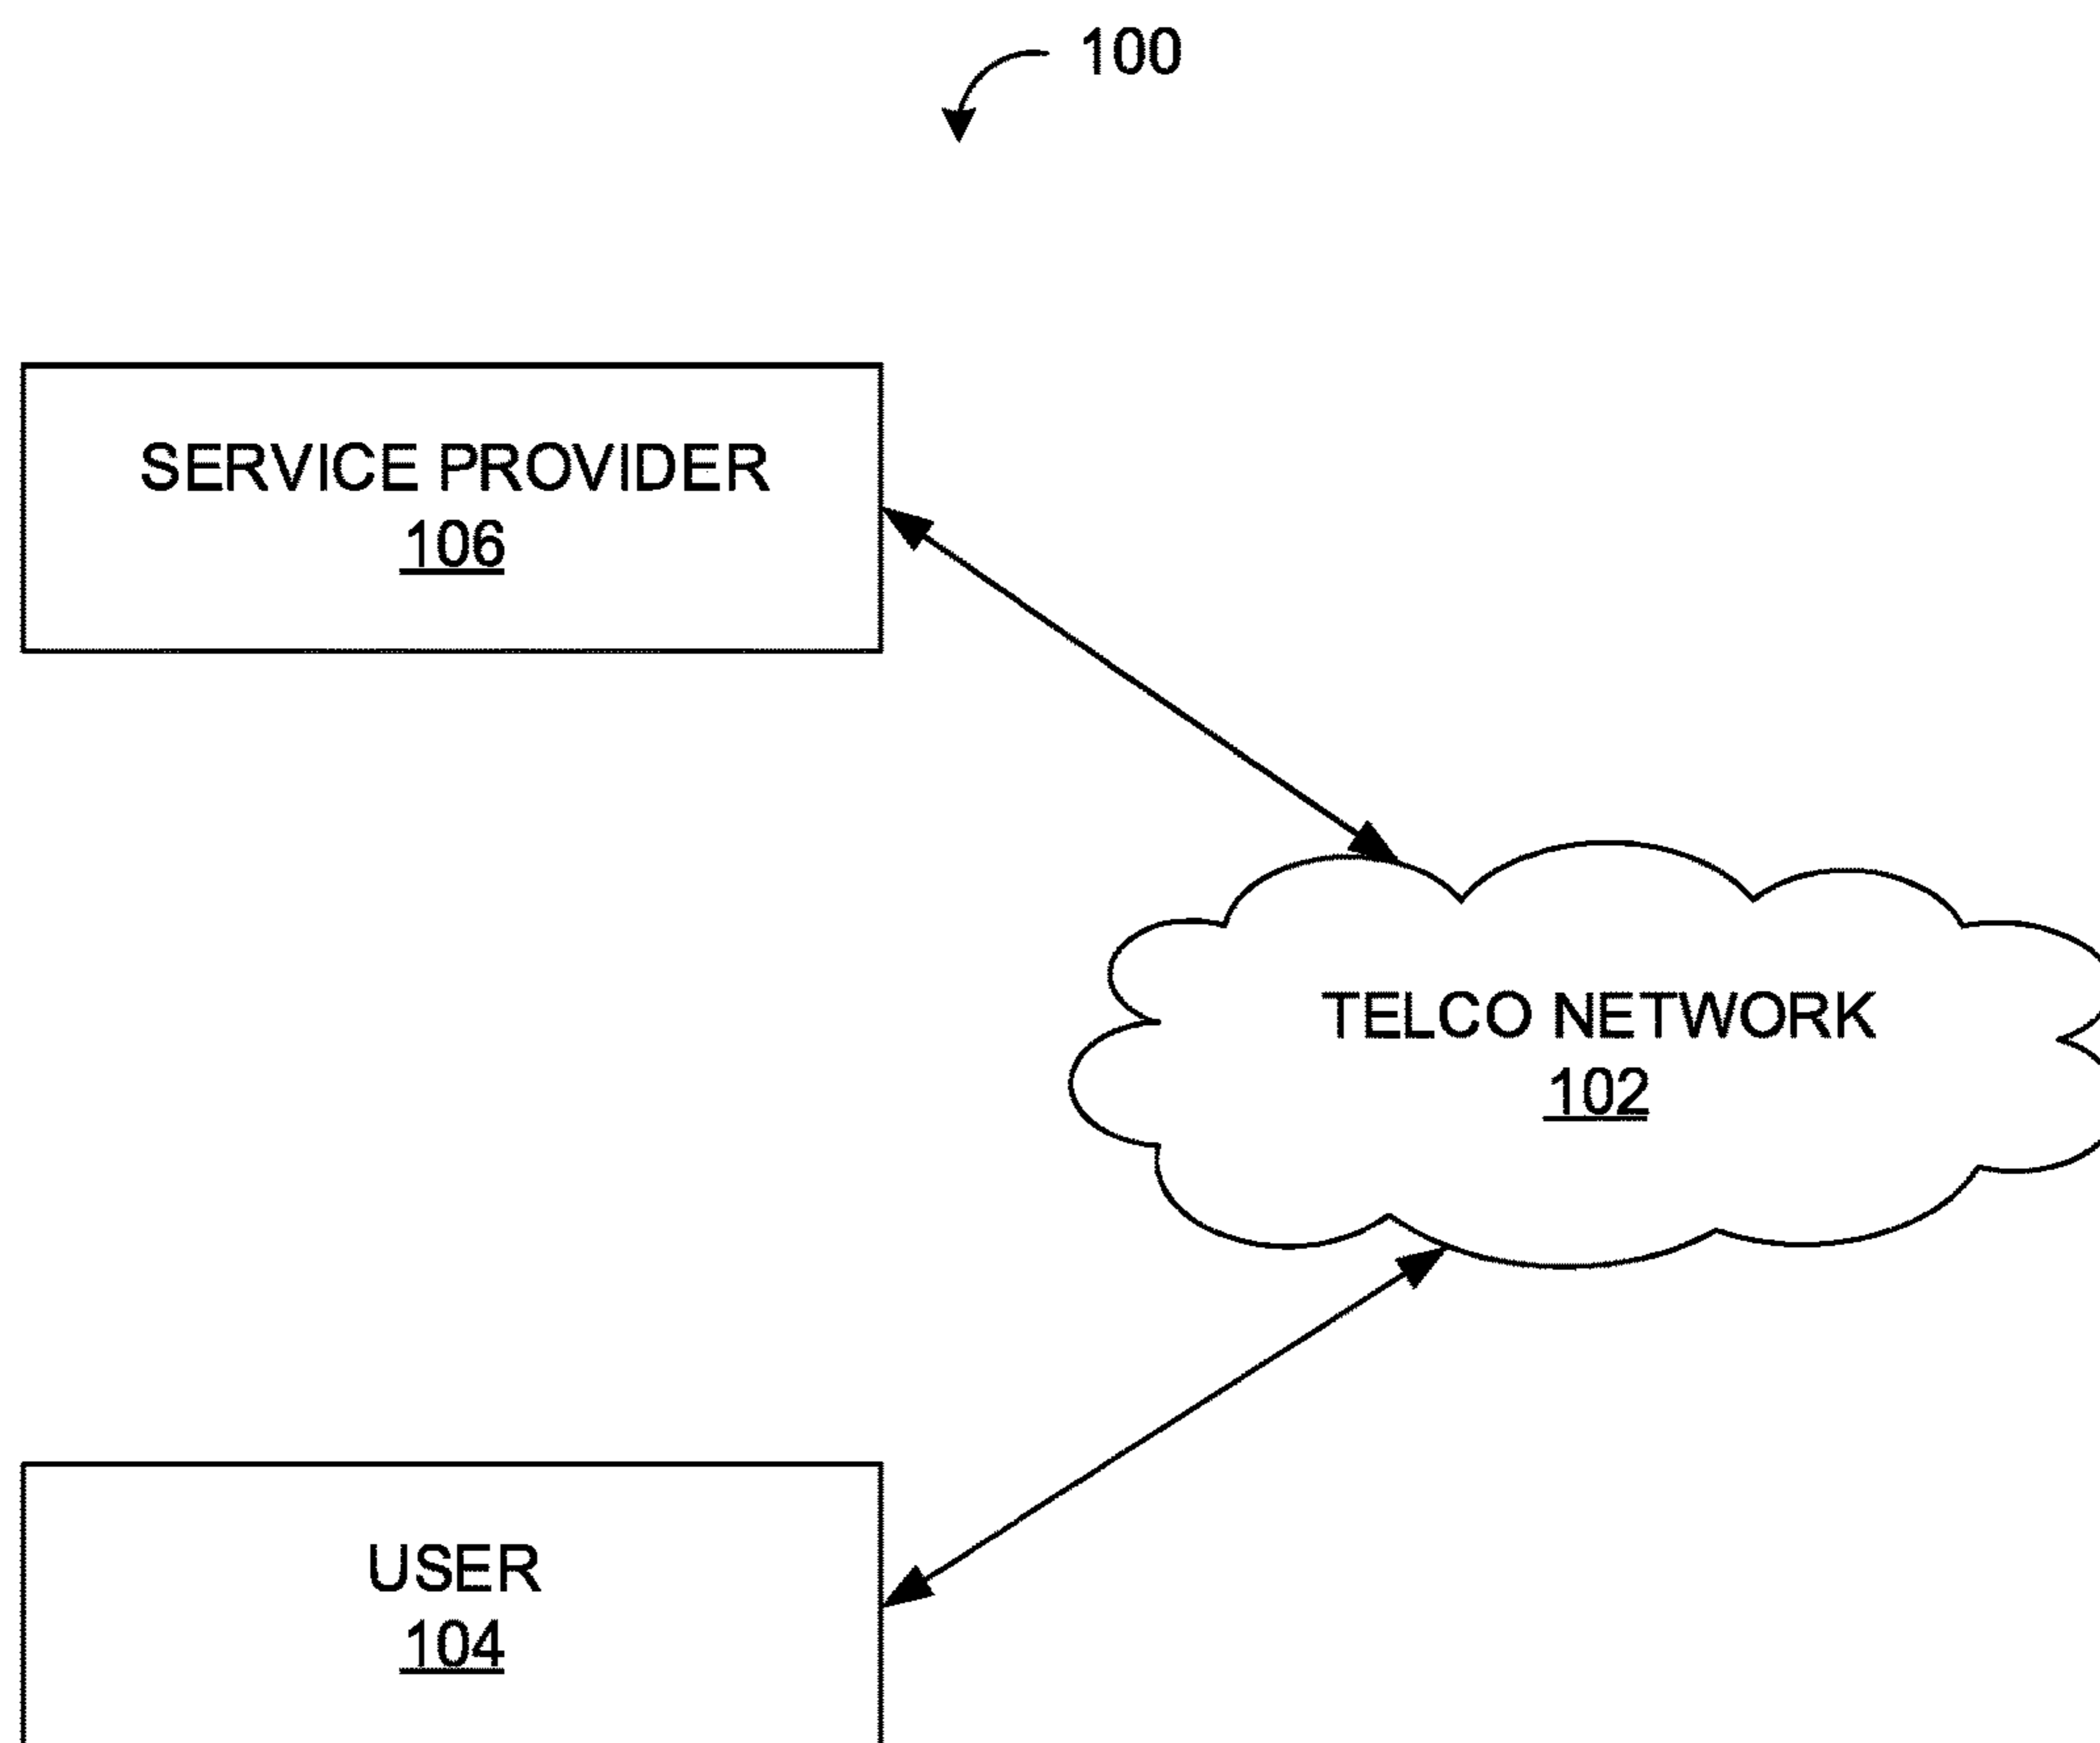 100
SERVICE PROVIDER
106
TELCO NETWORK
102
USER
104